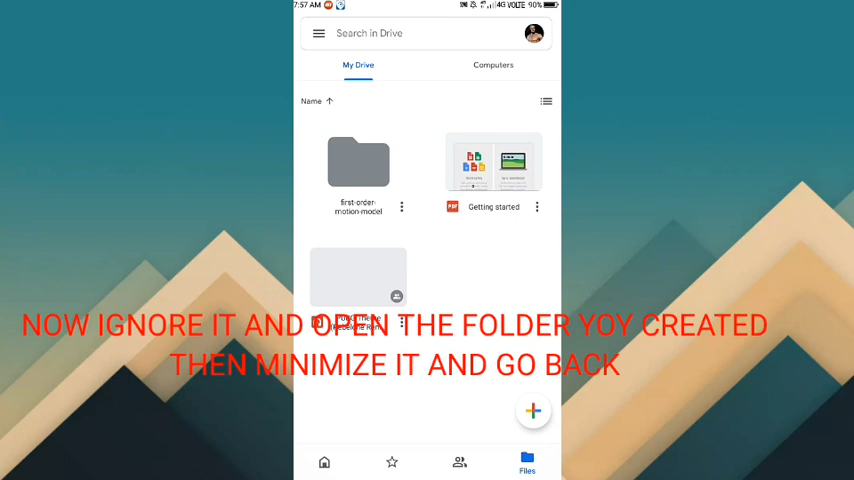 7:57 AM
4G VOLTE 90%
Search in Drive
My Drive
Computers
Name
first-order-
motion-model
PDF
Getting started
NOW IGNORE IT AND OPEN THE FOLDER YOY CREATED
THEN MINIMIZE IT AND GO BACK
Files